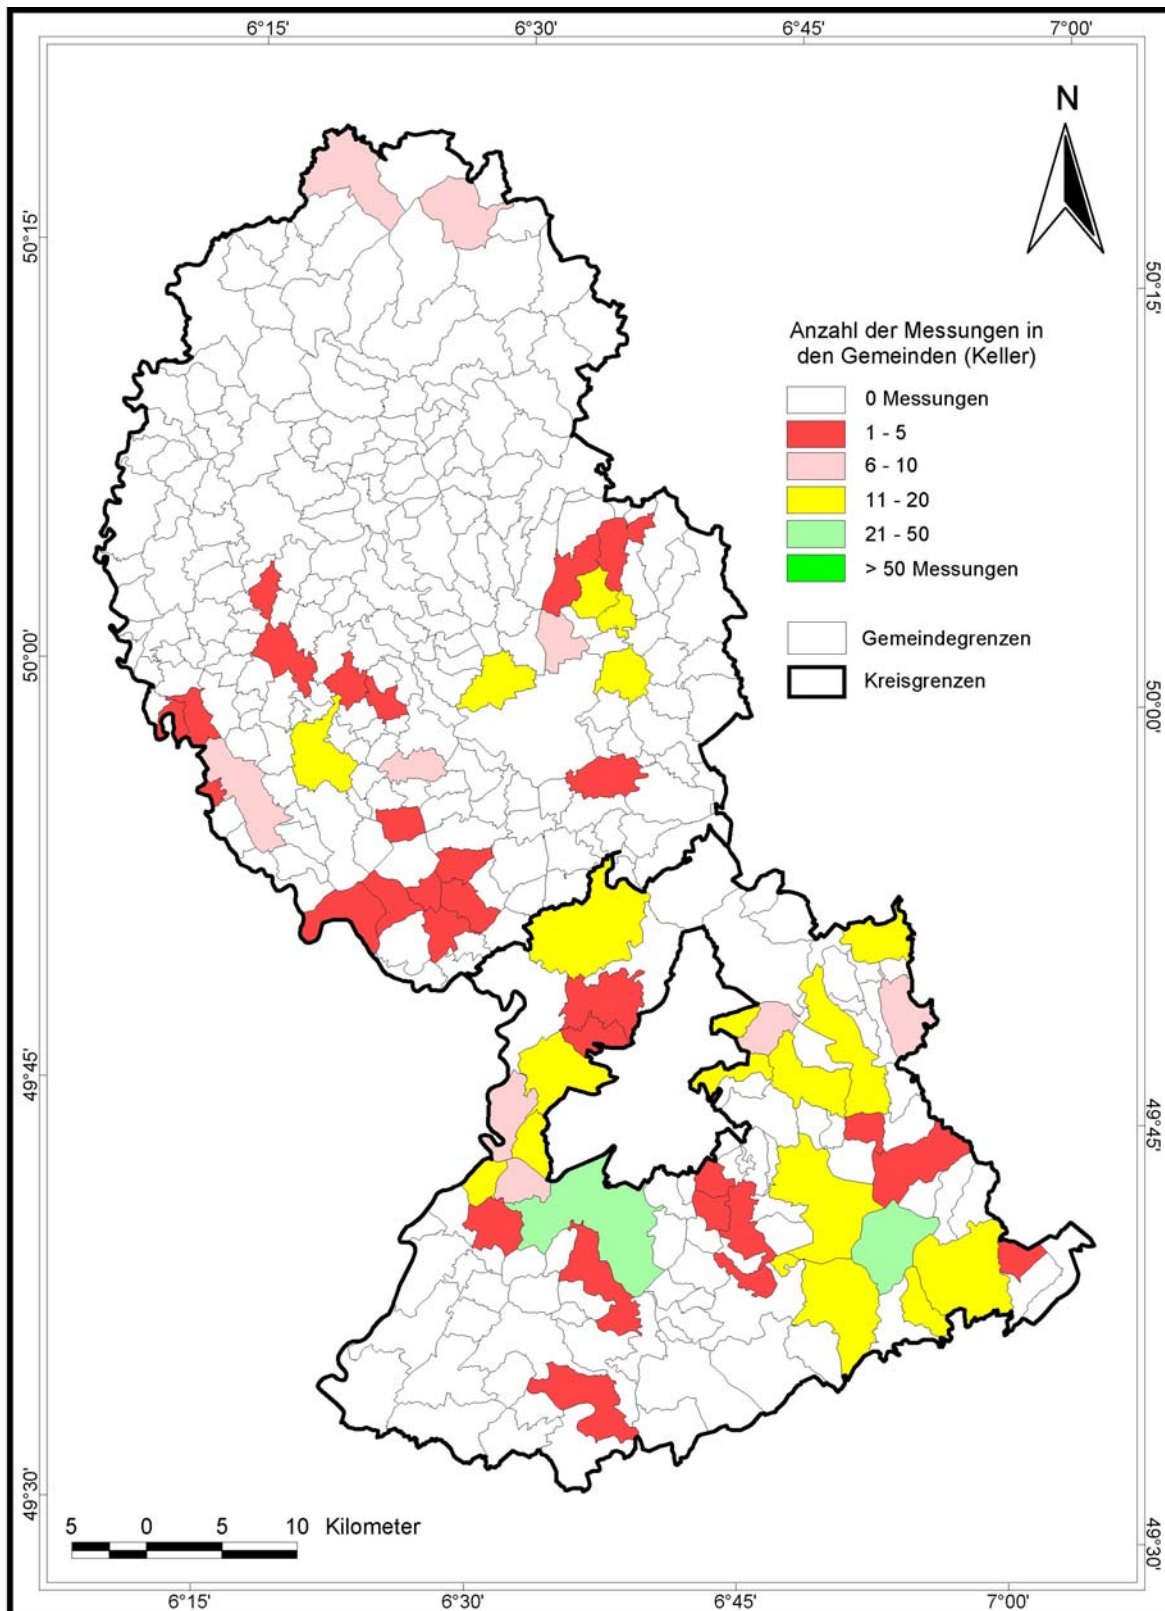 6°15' 6°30' 6°45' 7°00'
N
50°15'
50°15'
Anzahl der Messungen in
den Gemeinden (Keller)
0 Messungen
1 - 5
6 - 10
11 - 20
21 - 50
> 50 Messungen
Gemeindegrenzen
Kreisgrenzen
50°00'
50°00'
49°45'
49°45'
49°30'
49°30'
5 0 5 10 Kilometer
6°15' 6°30' 6°45' 7°00'